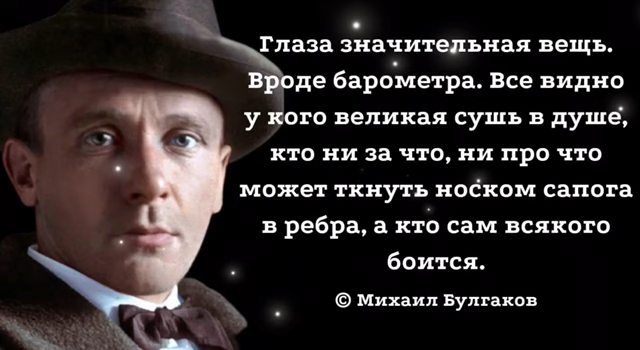 Глаза значительная вещь.
Вроде барометра. Все видно
у кого великая сушь в душе,
кто ни за что, ни про что
может ткнуть носком сапога
в ребра, а кто сам всякого
боится.
© Михаил Булгаков